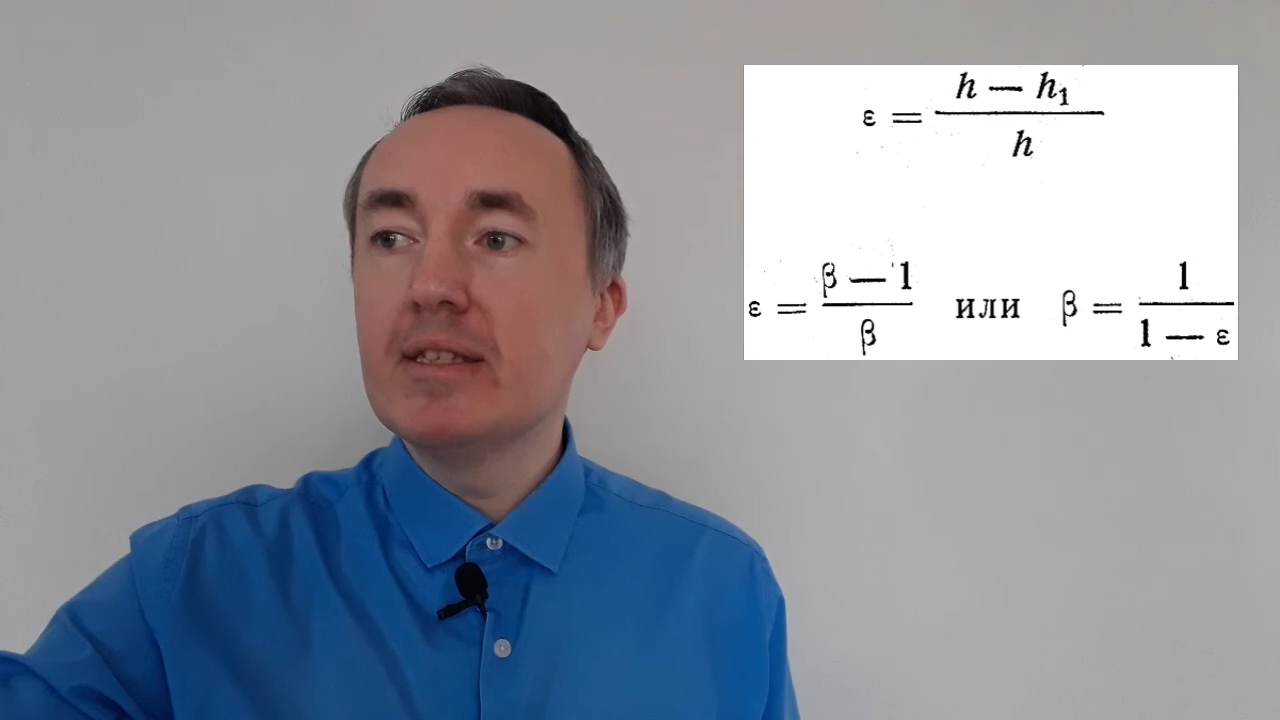 ε = (h — h₁) / h
ε = (β — 1) / β или β = 1 / (1 — ε)